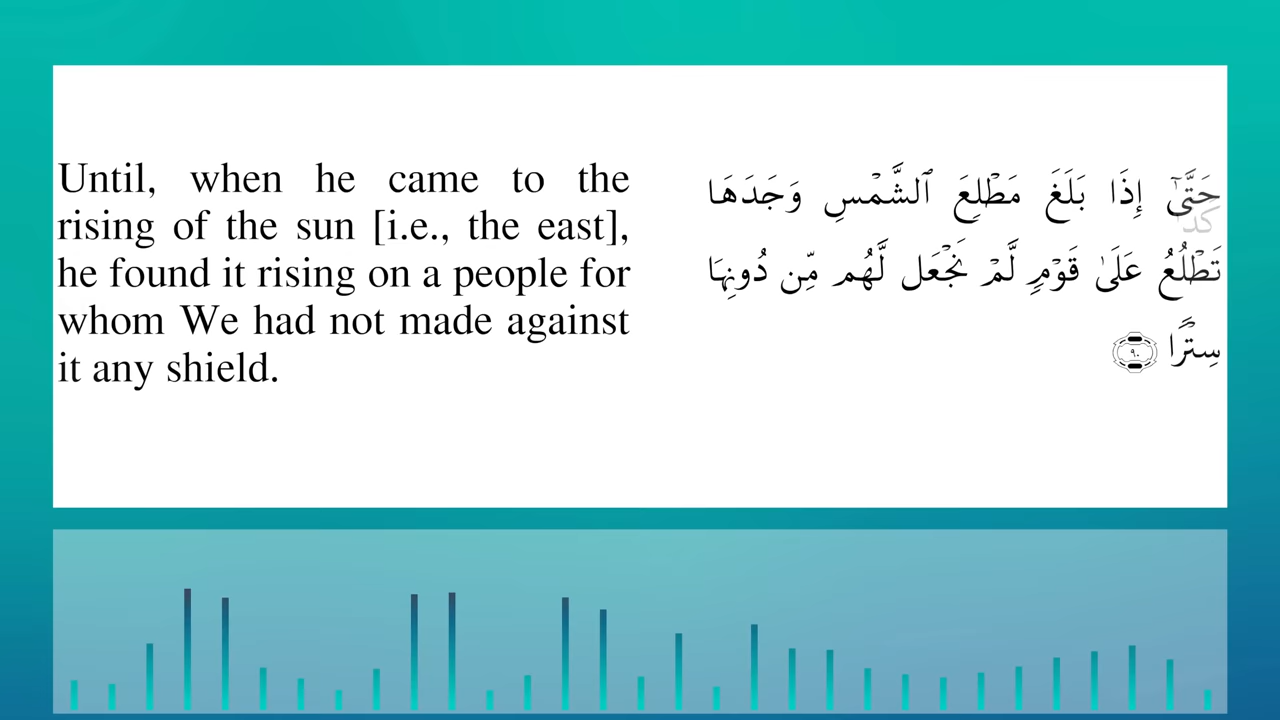 Until, when he came to the
rising of the sun [i.e., the east],
he found it rising on a people for
whom We had not made against
it any shield.
حَتَّىٰٓ إِذَا بَلَغَ مَطْلِعَ ٱلشَّمْسِ وَجَدَهَا
تَطْلُعُ عَلَىٰ قَوْمٍ لَّمْ نَجْعَل لَّهُم مِّن دُونِهَا
سِتْرًا ٩٠